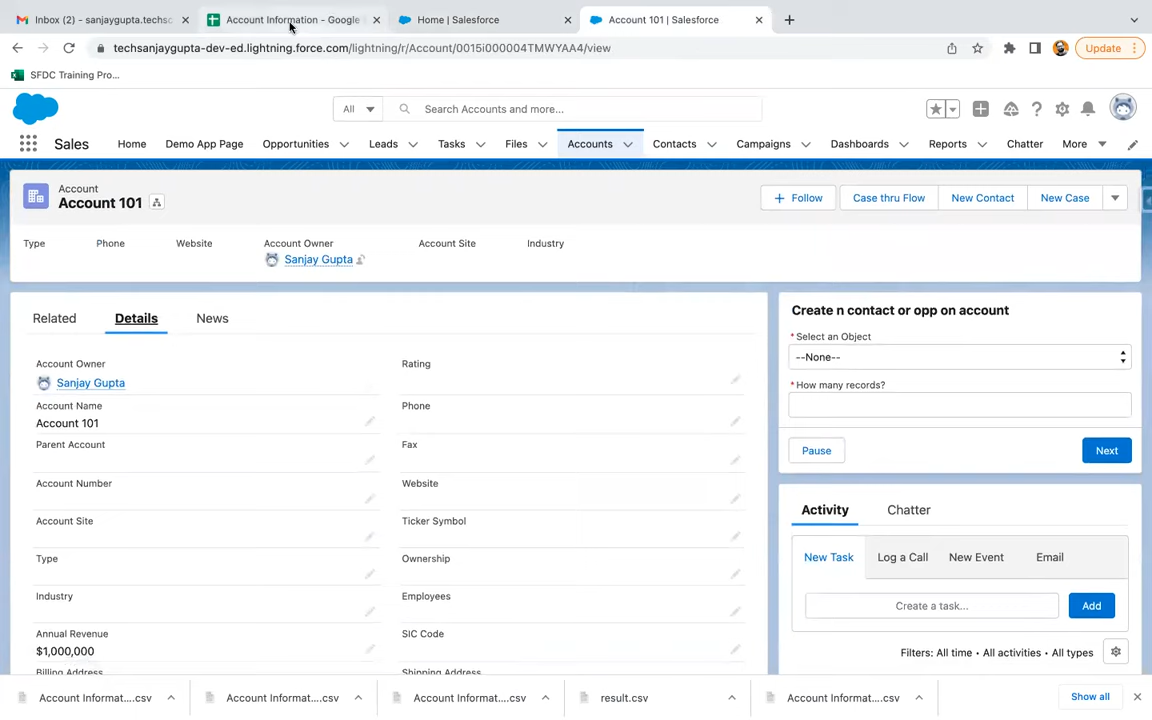 Inbox (2) - sanjaygupta.techsc
Account Information - Google
Home | Salesforce
Account 101 | Salesforce
techsanjaygupta-dev-ed.lightning.force.com/lightning/r/Account/0015i000004TMWYAA4/view
Update
SFDC Training Pro...
All
Search Accounts and more...
Sales
Home
Demo App Page
Opportunities
Leads
Tasks
Files
Accounts
Contacts
Campaigns
Dashboards
Reports
Chatter
More
Account
Account 101
Follow
Case thru Flow
New Contact
New Case
Type
Phone
Website
Account Owner
Account Site
Industry
Sanjay Gupta
Related
Details
News
Account Owner
Sanjay Gupta
Rating
Account Name
Account 101
Phone
Parent Account
Fax
Account Number
Website
Account Site
Ticker Symbol
Type
Ownership
Industry
Employees
Annual Revenue
$1,000,000
SIC Code
Billing Address
Shipping Address
Create n contact or opp on account
* Select an Object
--None--
* How many records?
Pause
Next
Activity
Chatter
New Task
Log a Call
New Event
Email
Create a task...
Add
Filters: All time • All activities • All types
Account Informat....csv
Account Informat....csv
Account Informat....csv
result.csv
Account Informat....csv
Show all